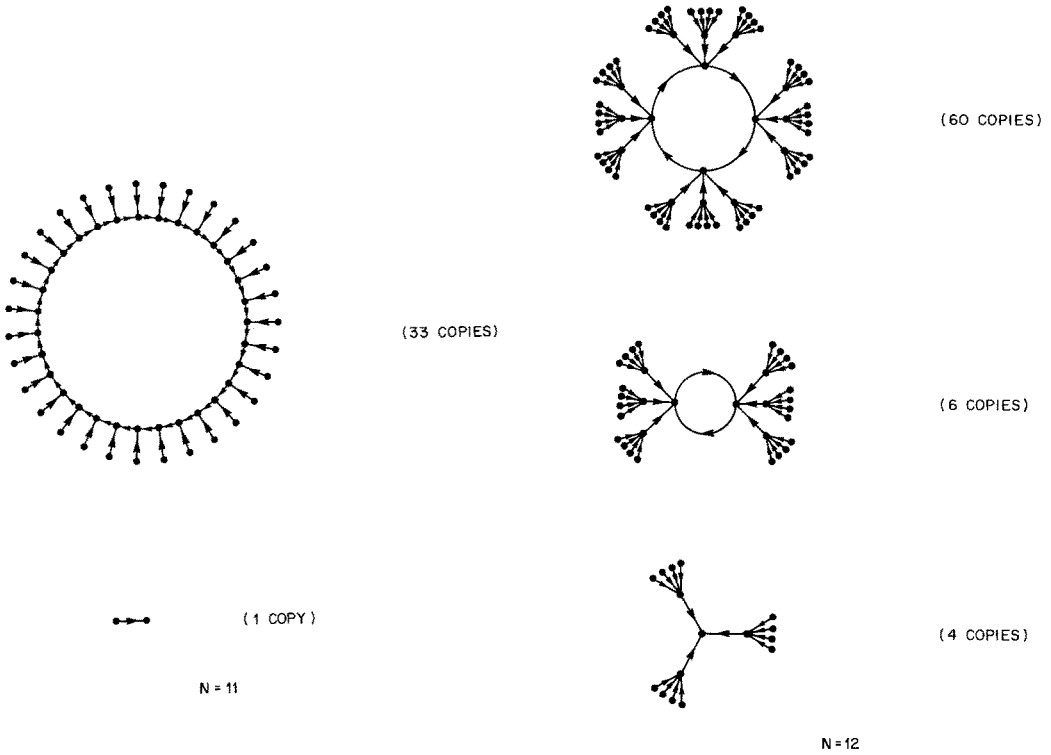 (60 COPIES)
(33 COPIES)
(6 COPIES)
(1 COPY)
(4 COPIES)
N = 11
N = 12